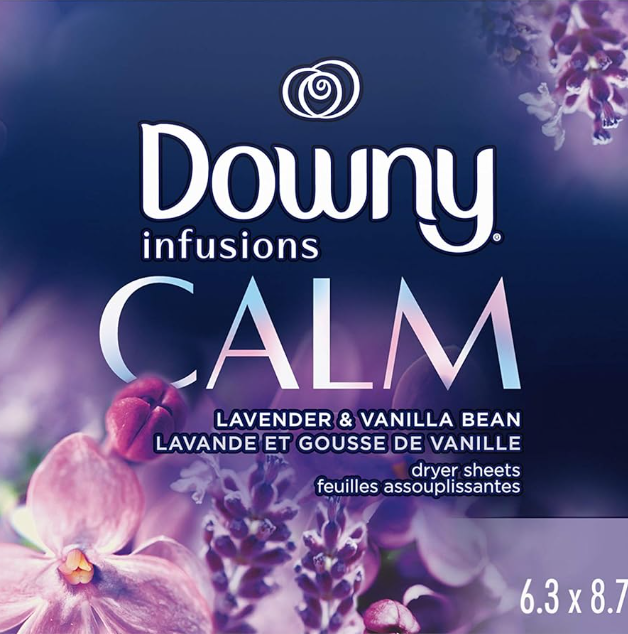 Downy
infusions
CALM
LAVENDER & VANILLA BEAN
LAVANDE ET GOUSSE DE VANILLE
dryer sheets
feuilles assouplissantes
6.3 x 8.7